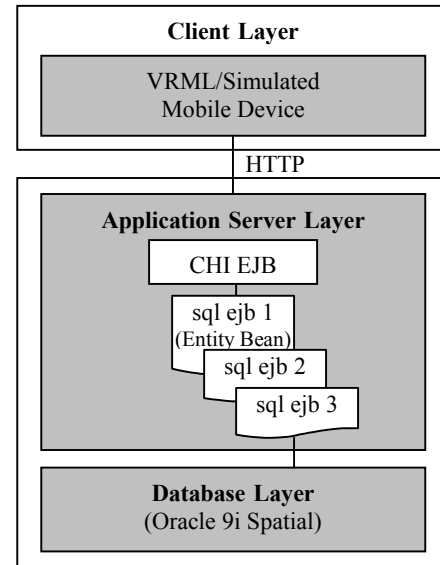 Client Layer
VRML/Simulated
Mobile Device
HTTP
Application Server Layer
CHI EJB
sql ejb 1
(Entity Bean)
sql ejb 2
sql ejb 3
Database Layer
(Oracle 9i Spatial)